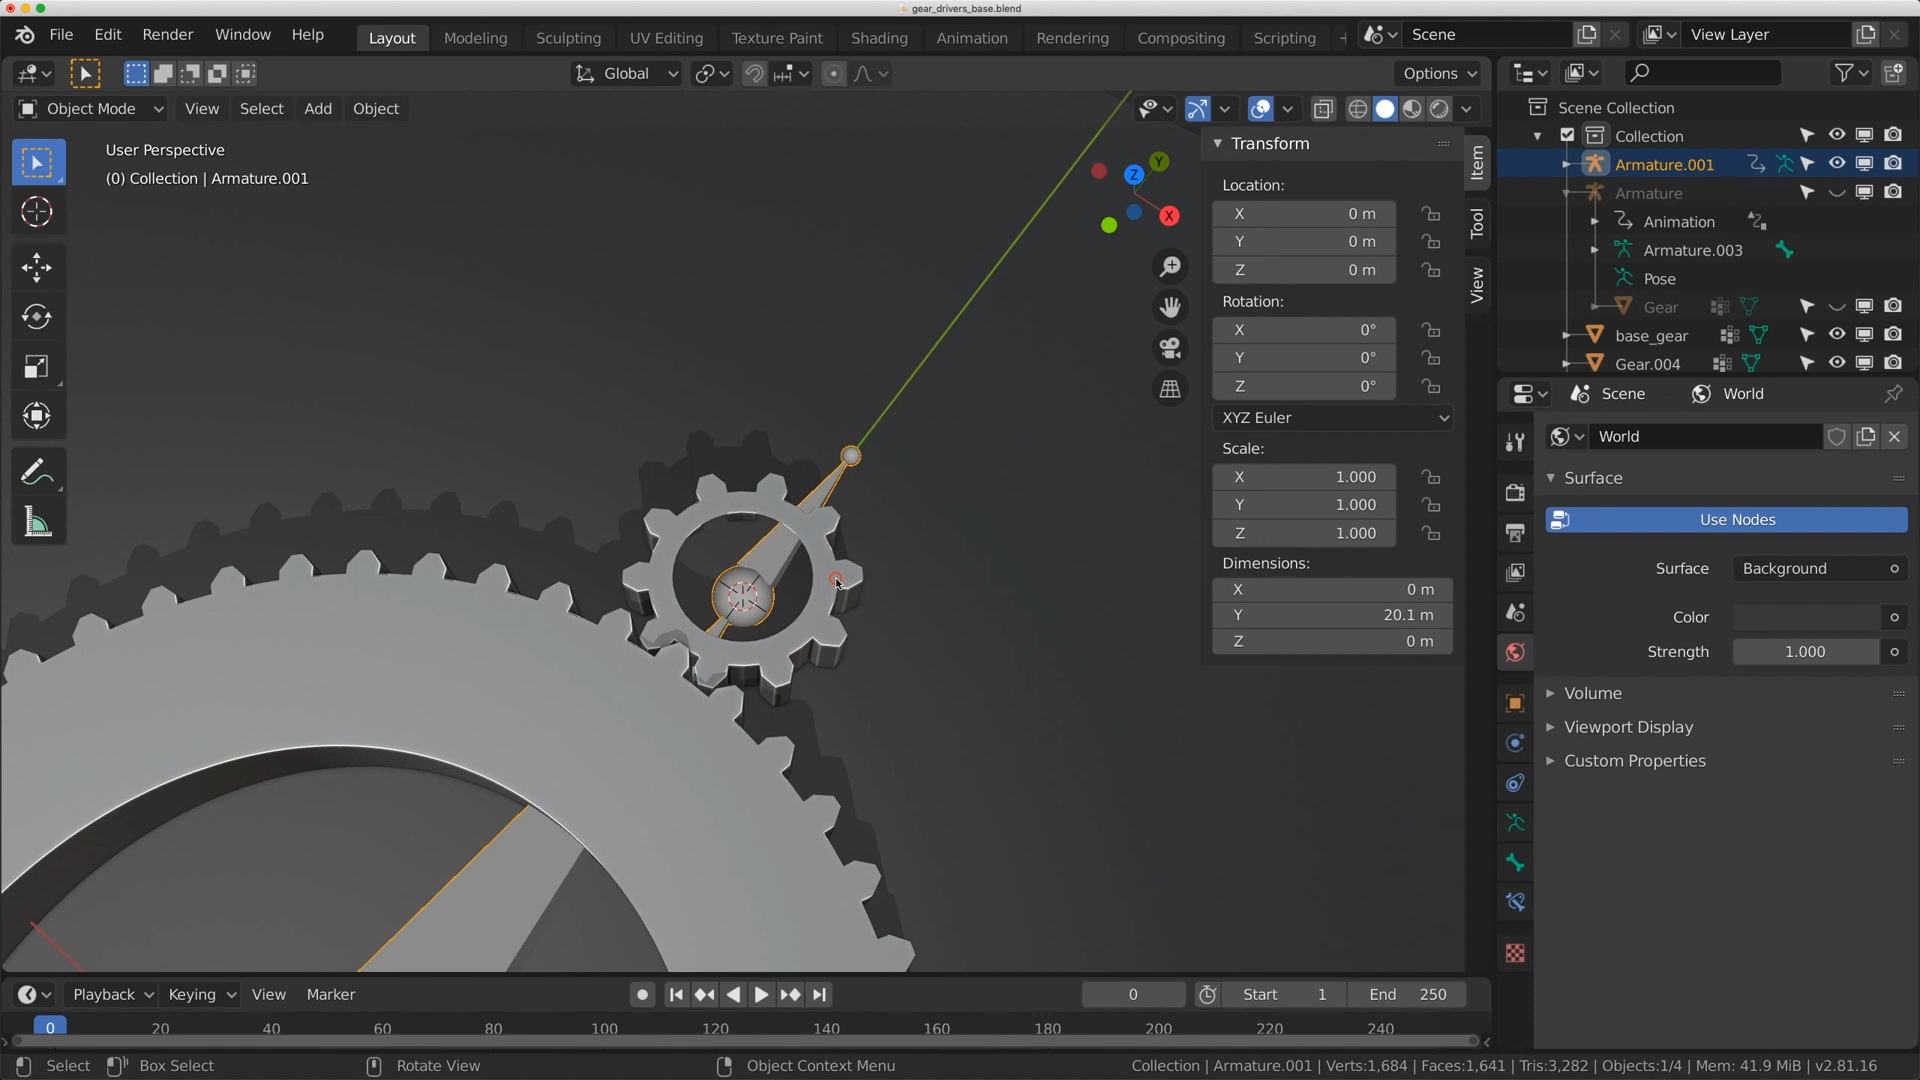 gear_drivers_base.blend
File Edit Render Window Help
Layout Modeling Sculpting UV Editing Texture Paint Shading Animation Rendering Compositing Scripting
Scene
View Layer
Global
Options
Object Mode View Select Add Object
User Perspective
(0) Collection | Armature.001
Z
Y
X
Item
Tool
View
Transform
Location:
X 0 m
Y 0 m
Z 0 m
Rotation:
X 0°
Y 0°
Z 0°
XYZ Euler
Scale:
X 1.000
Y 1.000
Z 1.000
Dimensions:
X 0 m
Y 20.1 m
Z 0 m
Scene Collection
Collection
Armature.001
Armature
Animation
Armature.003
Pose
Gear
base_gear
Gear.004
Scene World
World
Surface
Use Nodes
Surface Background
Color
Strength 1.000
Volume
Viewport Display
Custom Properties
Playback Keying View Marker
0
Start 1
End 250
0 20 40 60 80 100 120 140 160 180 200 220 240
Select Box Select Rotate View Object Context Menu
Collection | Armature.001 | Verts:1,684 | Faces:1,641 | Tris:3,282 | Objects:1/4 | Mem: 41.9 MiB | v2.81.16